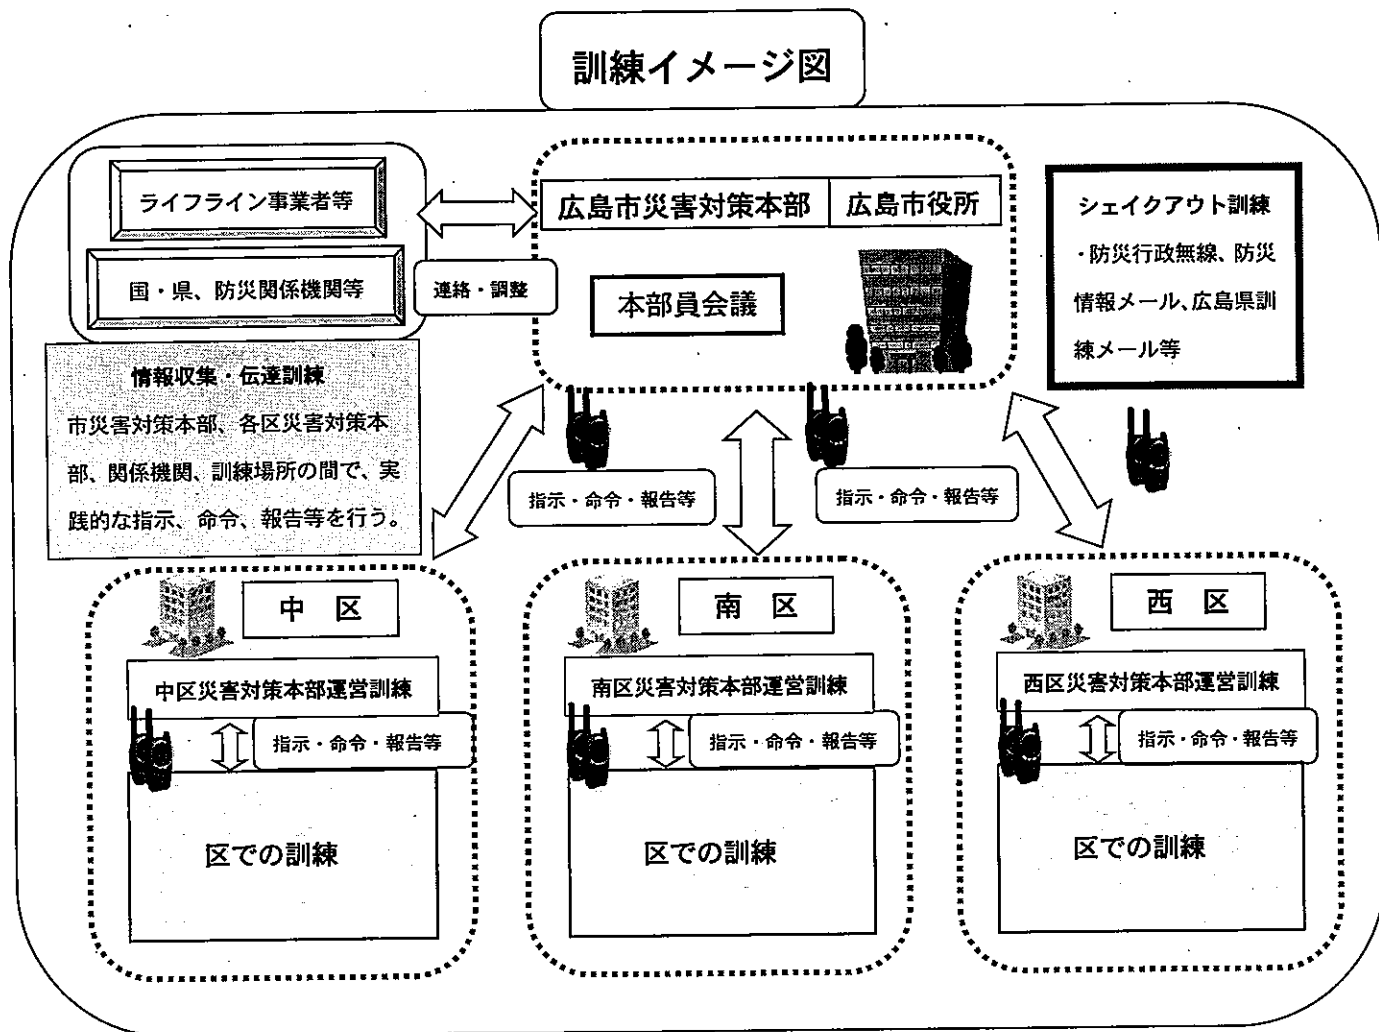 訓練イメージ図
ライフライン事業者等
国・県、防災関係機関等
連絡・調整
広島市災害対策本部
広島市役所
本部員会議
シェイクアウト訓練
・防災行政無線、防災
情報メール、広島県訓
練メール等
情報収集・伝達訓練
市災害対策本部、各区災害対策本
部、関係機関、訓練場所の間で、実
践的な指示、命令、報告等を行う。
指示・命令・報告等
指示・命令・報告等
中 区
中区災害対策本部運営訓練
指示・命令・報告等
区での訓練
南 区
南区災害対策本部運営訓練
指示・命令・報告等
区での訓練
西 区
西区災害対策本部運営訓練
指示・命令・報告等
区での訓練